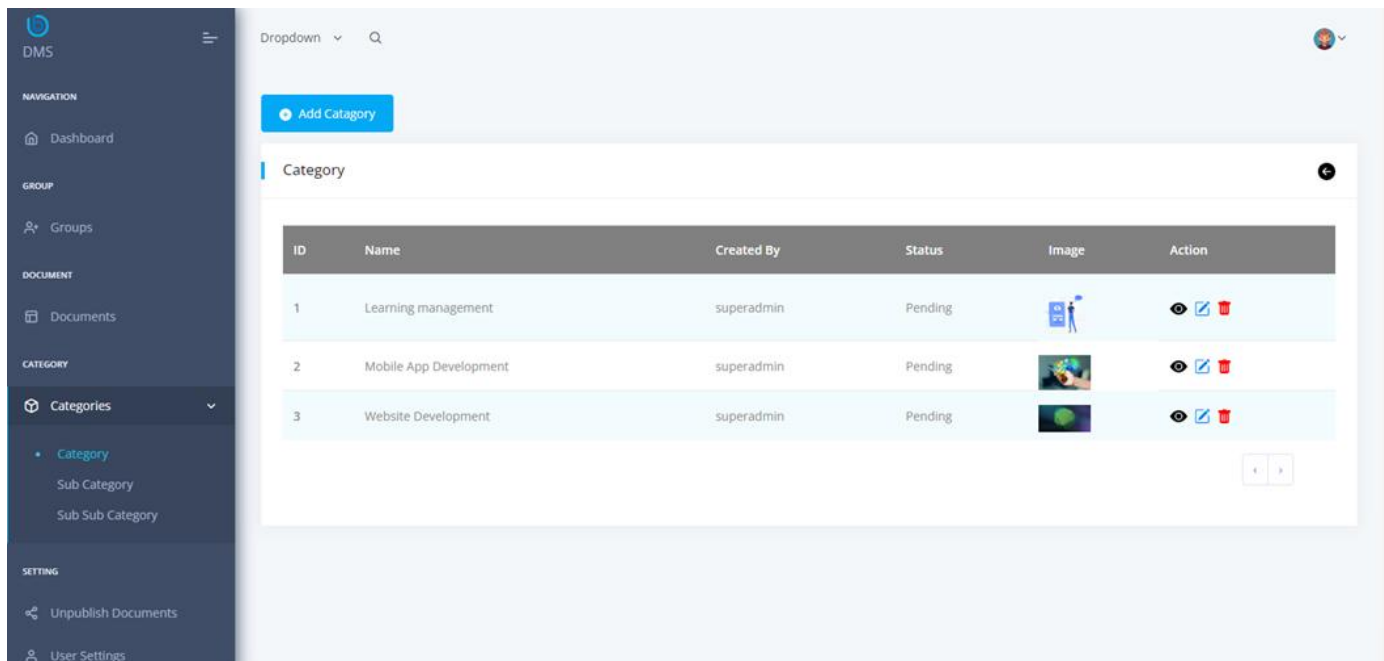 DMS
NAVIGATION
Dashboard
GROUP
Groups
DOCUMENT
Documents
CATEGORY
Categories
Category
Sub Category
Sub Sub Category
SETTING
Unpublish Documents
User Settings
Dropdown
Add Catagory
Category
ID Name Created By Status Image Action
1 Learning management superadmin Pending
2 Mobile App Development superadmin Pending
3 Website Development superadmin Pending